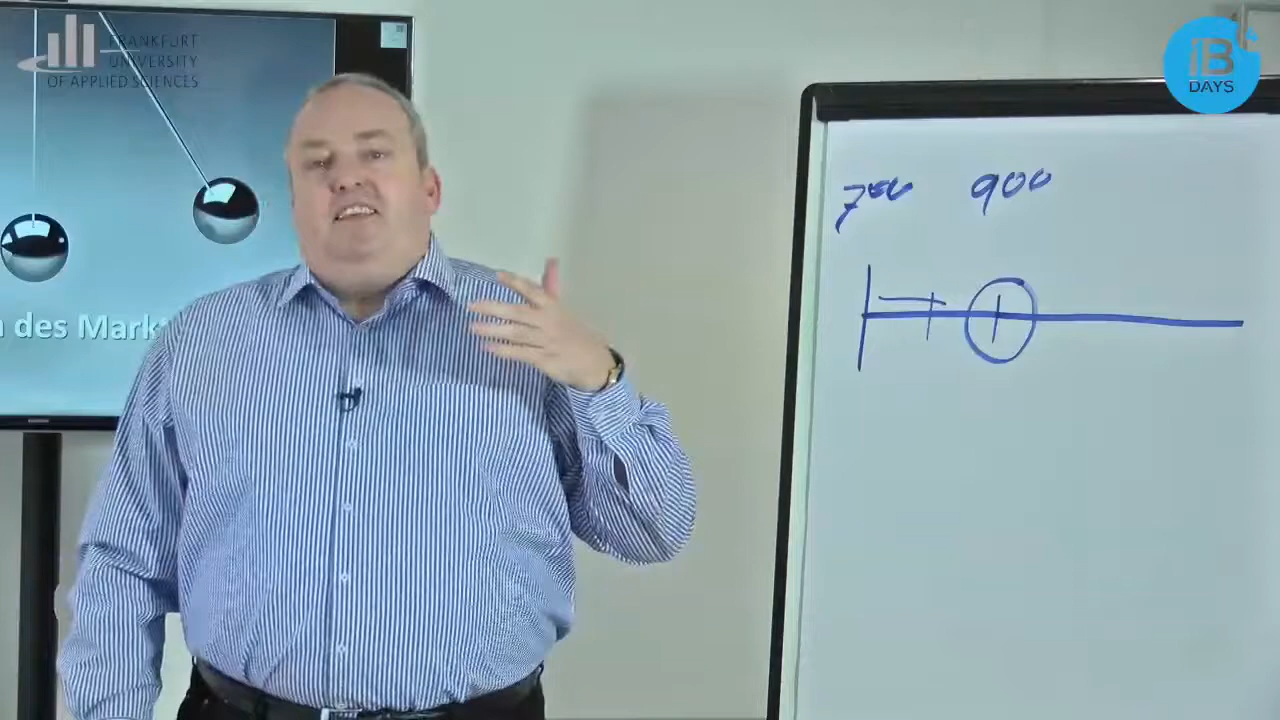 FRANKFURT
UNIVERSITY
OF APPLIED SCIENCES
des Markt
iB
DAYS
700 900